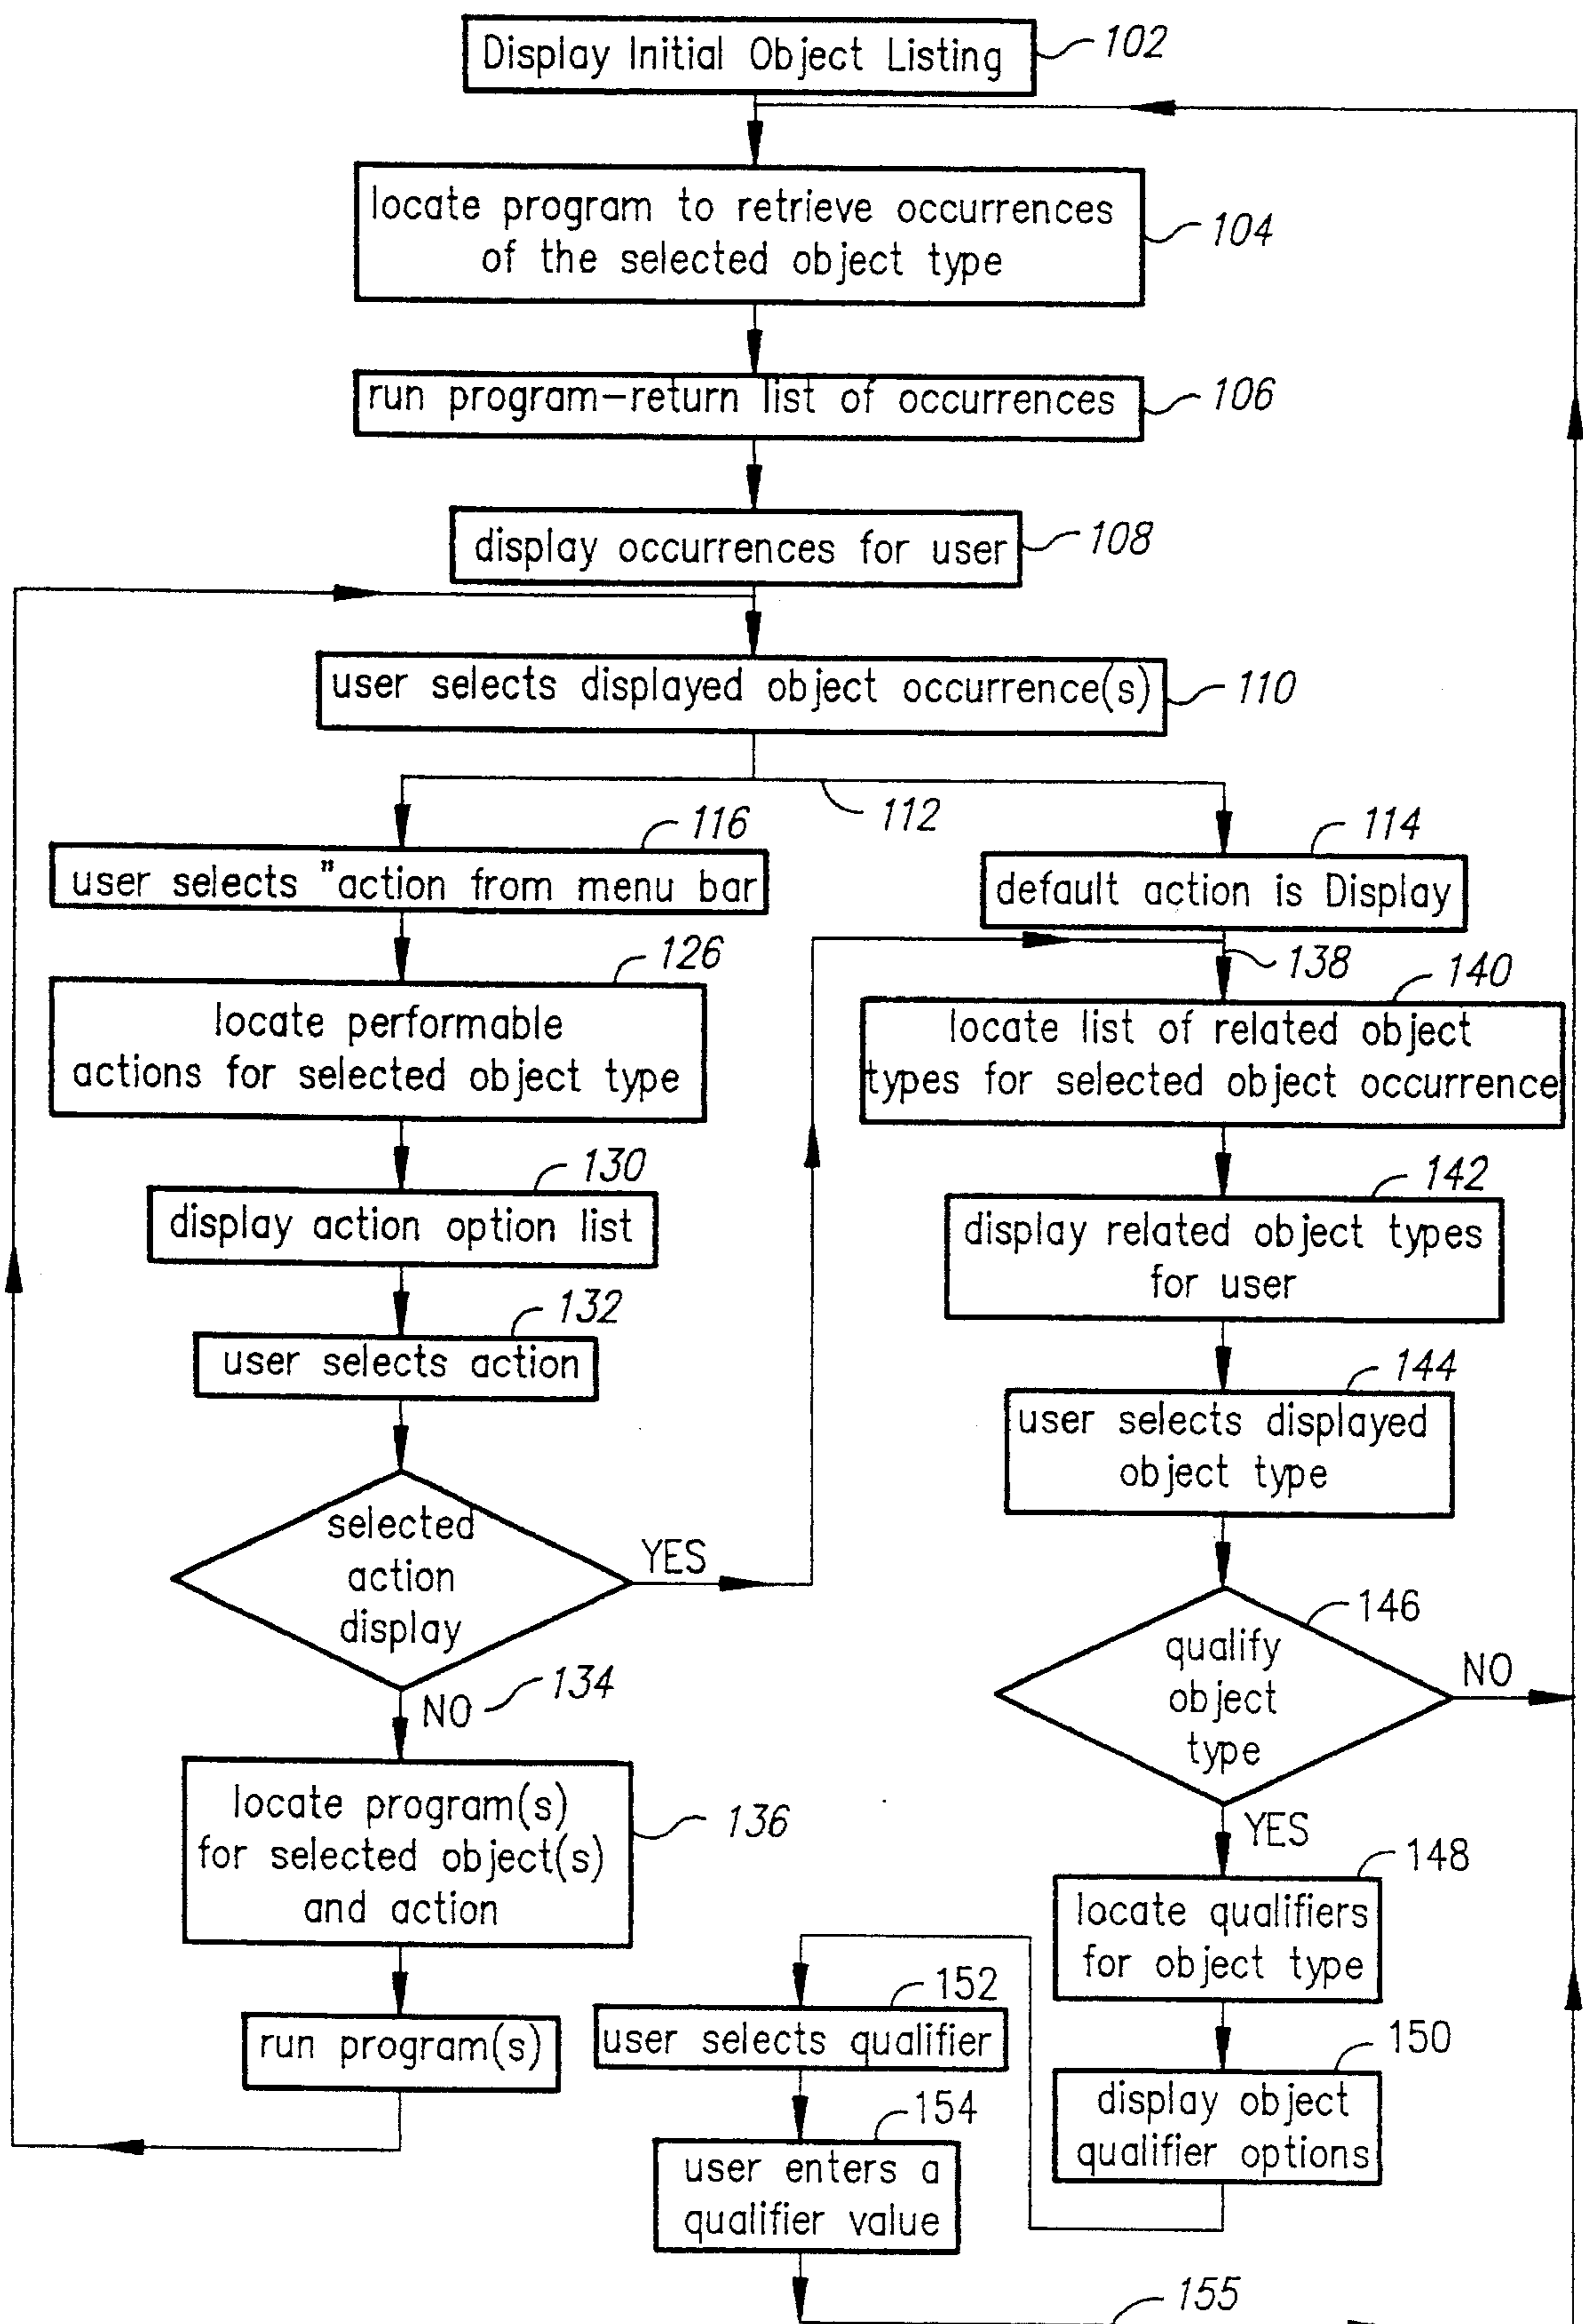 Display Initial Object Listing
102
locate program to retrieve occurrences
of the selected object type
104
run program-return list of occurrences
106
display occurrences for user
108
user selects displayed object occurrence(s)
110
112
116
user selects "action from menu bar
114
default action is Display
126
locate performable
actions for selected object type
138
140
locate list of related object
types for selected object occurrence
130
display action option list
142
display related object types
for user
132
user selects action
144
user selects displayed
object type
selected
action
display
YES
NO
134
146
qualify
object
type
NO
YES
locate program(s)
for selected object(s)
and action
136
148
locate qualifiers
for object type
run program(s)
152
user selects qualifier
150
display object
qualifier options
154
user enters a
qualifier value
155